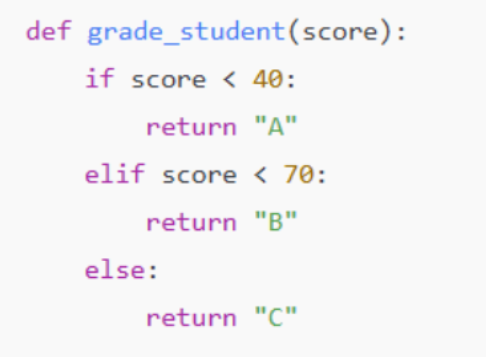 def grade_student(score):
    if score < 40:
        return "A"
    elif score < 70:
        return "B"
    else:
        return "C"